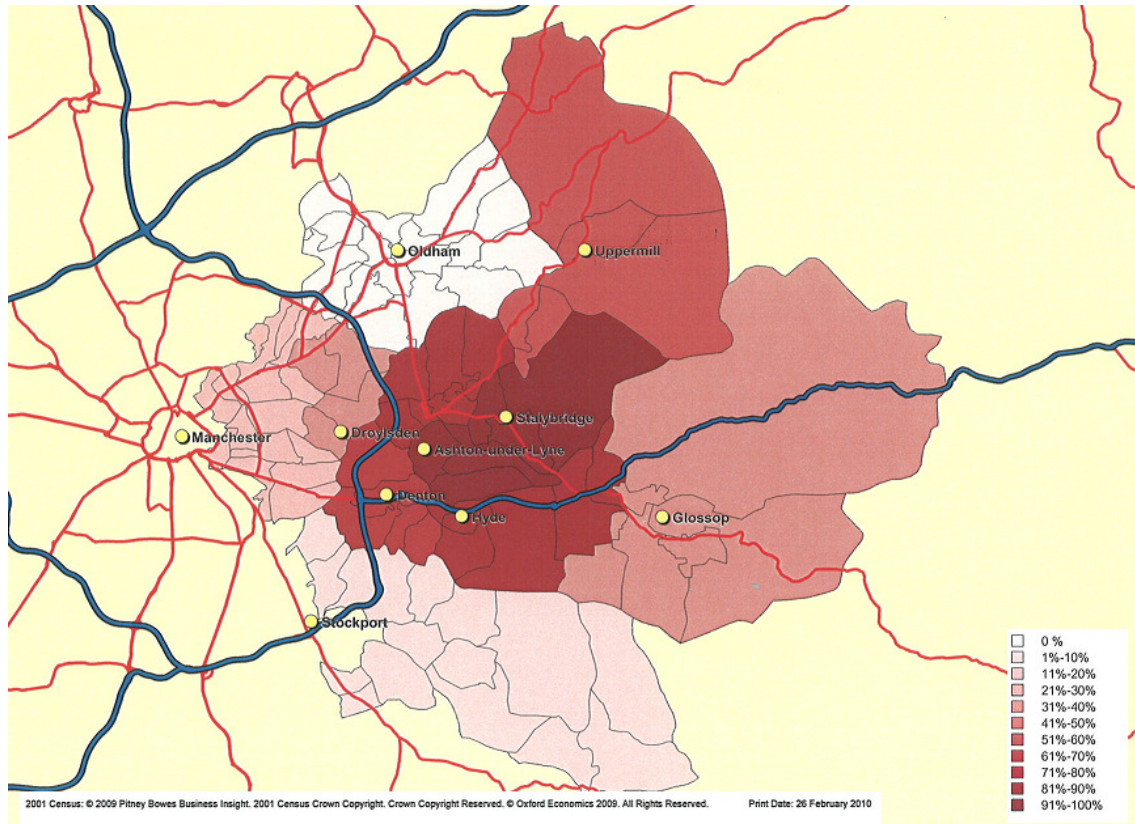 Oldham
Uppermill
Stalybridge
Manchester
Droylsden
Ashton-under-Lyne
Denton
Hyde
Glossop
Stockport
0 %
1%-10%
11%-20%
21%-30%
31%-40%
41%-50%
51%-60%
61%-70%
71%-80%
81%-90%
91%-100%
2001 Census: © 2009 Pitney Bowes Business Insight. 2001 Census Crown Copyright. Crown Copyright Reserved. © Oxford Economics 2009. All Rights Reserved. Print Date: 26 February 2010